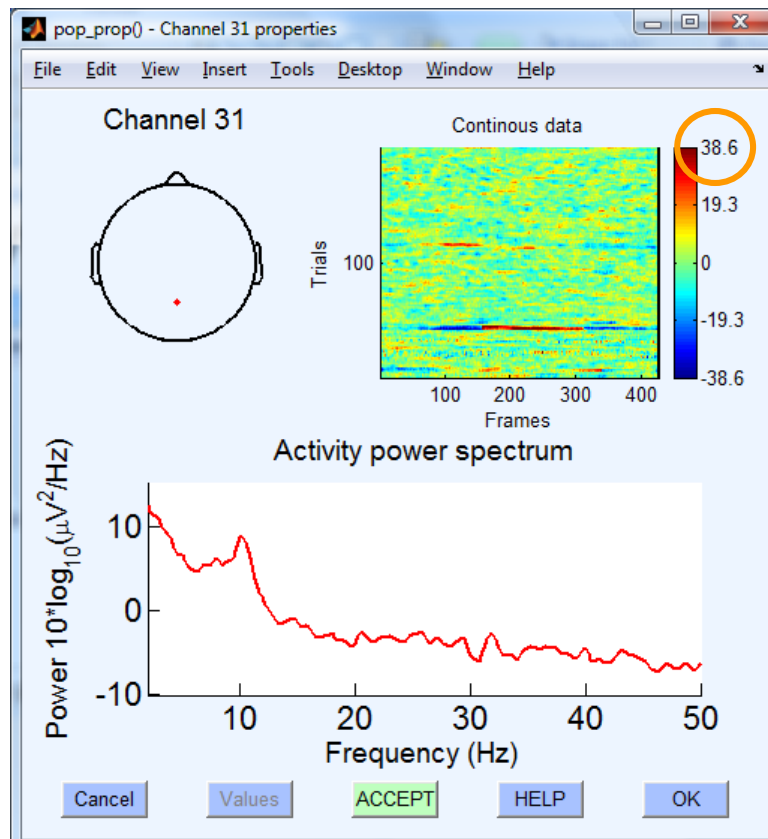 pop_prop() - Channel 31 properties
File Edit View Insert Tools Desktop Window Help
Channel 31
Continous data
Trials
100
100 200 300 400
Frames
38.6
19.3
0
-19.3
-38.6
Activity power spectrum
Power 10*log10(μV²/Hz)
10
0
-10
10 20 30 40 50
Frequency (Hz)
Cancel Values ACCEPT HELP OK